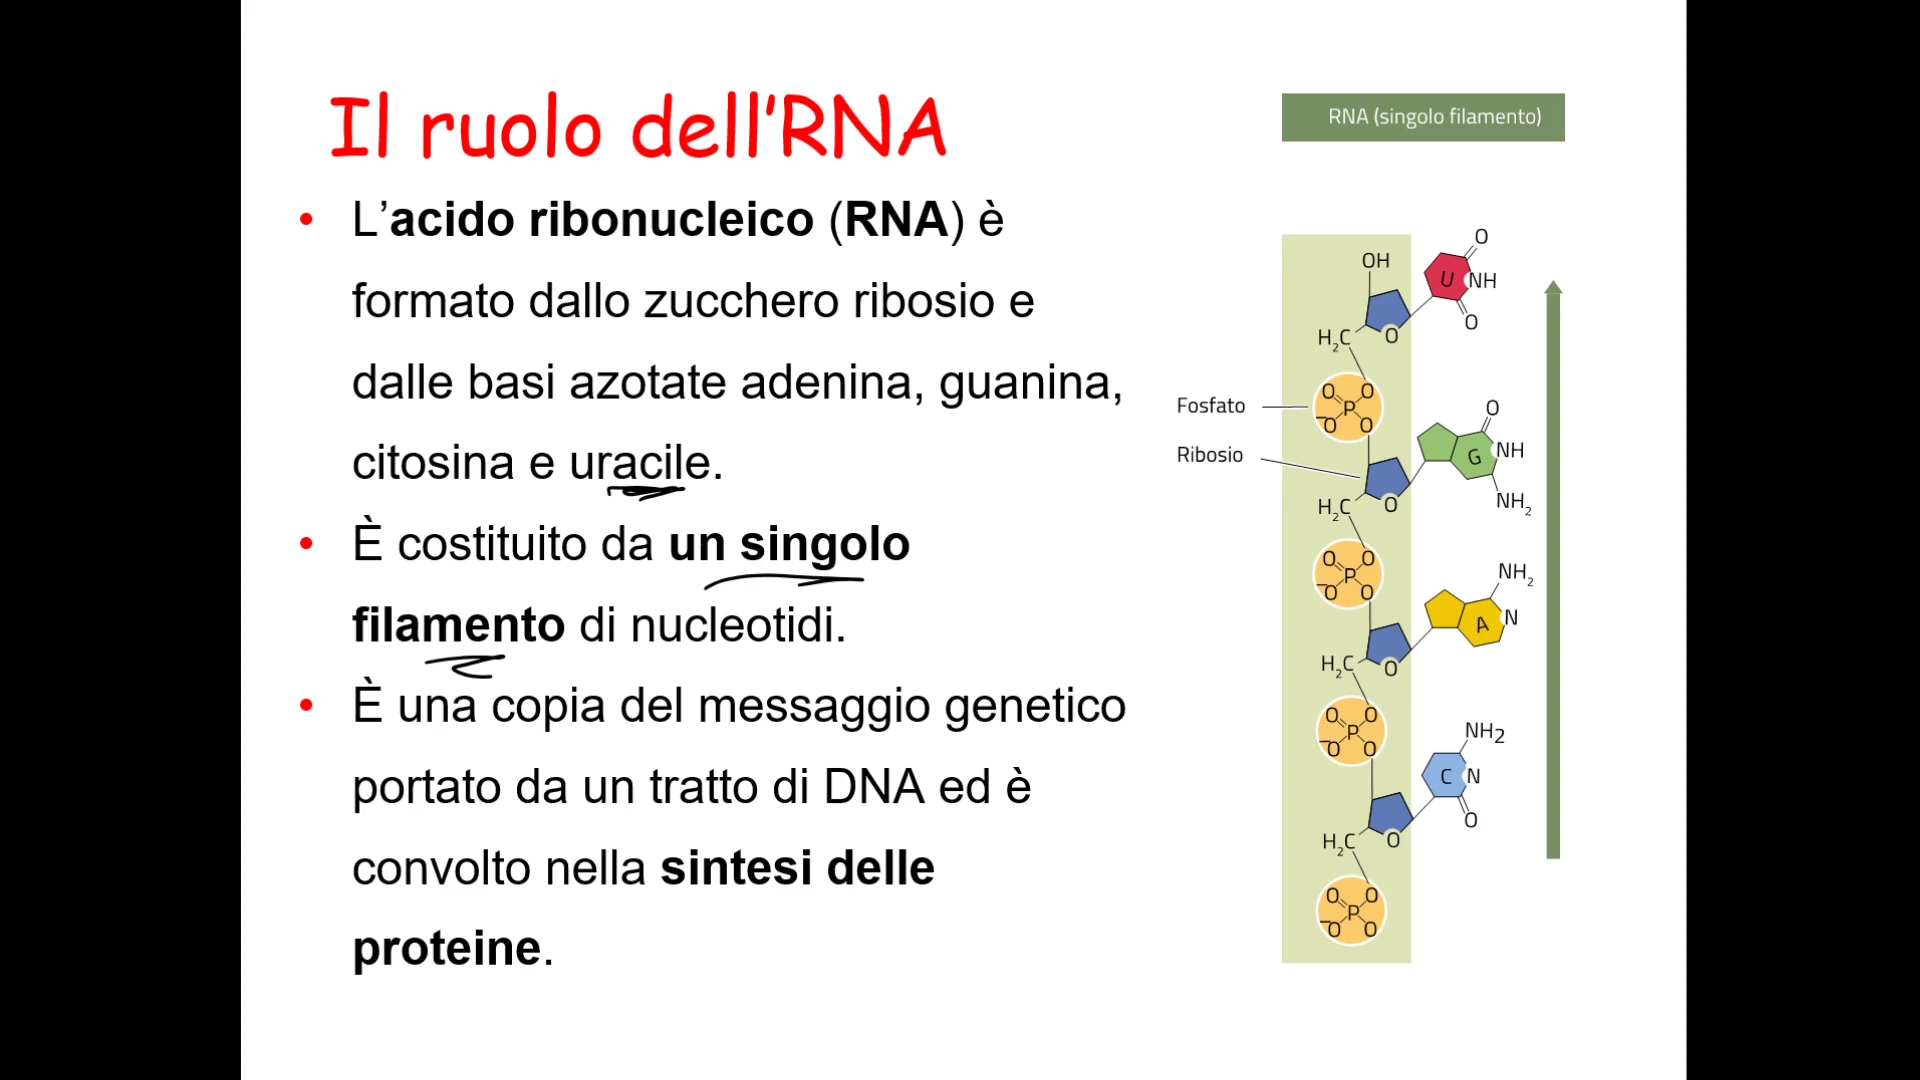 Il ruolo dell'RNA
L'acido ribonucleico (RNA) è
formato dallo zucchero ribosio e
dalle basi azotate adenina, guanina,
citosina e uracile.
È costituito da un singolo
filamento di nucleotidi.
È una copia del messaggio genetico
portato da un tratto di DNA ed è
convolto nella sintesi delle
proteine.
RNA (singolo filamento)
O
OH
U NH
H2C O O
O O
Fosfato P
O O
O
Ribosio G NH
H2C O NH2
O O
P
O O
NH2
A N
H2C O
O O
P
O O
NH2
C N
H2C O O
O O
P
O O